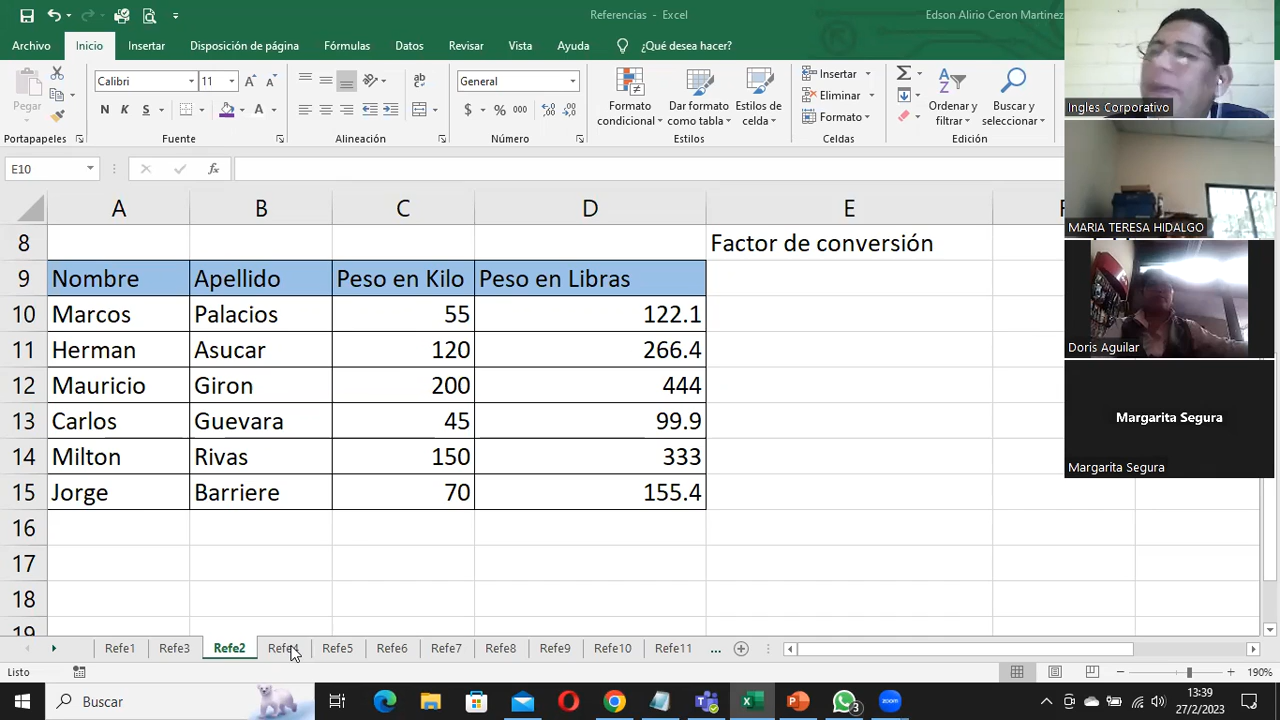 Referencias - Excel
Edson Alirio Ceron Martinez
Archivo Inicio Insertar Disposición de página Fórmulas Datos Revisar Vista Ayuda ¿Qué desea hacer?
Pegar
Calibri 11
N K S
General
$ % 000
Formato condicional
Dar formato como tabla
Estilos de celda
Insertar
Eliminar
Formato
Ordenar y filtrar
Buscar y seleccionar
Portapapeles Fuente Alineación Número Estilos Celdas Edición
E10
fx
A B C D E F
8 Factor de conversión
9 Nombre Apellido Peso en Kilo Peso en Libras
10 Marcos Palacios 55 122.1
11 Herman Asucar 120 266.4
12 Mauricio Giron 200 444
13 Carlos Guevara 45 99.9
14 Milton Rivas 150 333
15 Jorge Barriere 70 155.4
16
17
18
19
Refe1 Refe3 Refe2 Refe4 Refe5 Refe6 Refe7 Refe8 Refe9 Refe10 Refe11 ...
Listo
190%
Buscar
3
13:39
27/2/2023
Ingles Corporativo
MARIA TERESA HIDALGO
Doris Aguilar
Margarita Segura
Margarita Segura